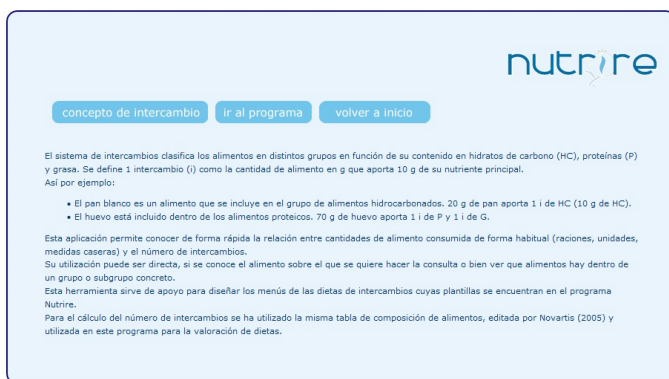 nutrire
concepto de intercambio ir al programa volver a inicio
El sistema de intercambios clasifica los alimentos en distintos grupos en función de su contenido en hidratos de carbono (HC), proteínas (P)
y grasa. Se define 1 intercambio (i) como la cantidad de alimento en g que aporta 10 g de su nutriente principal.
Así por ejemplo:
• El pan blanco es un alimento que se incluye en el grupo de alimentos hidrocarbonados. 20 g de pan aporta 1 i de HC (10 g de HC).
• El huevo está incluido dentro de los alimentos proteicos. 70 g de huevo aporta 1 i de P y 1 i de G.
Esta aplicación permite conocer de forma rápida la relación entre cantidades de alimento consumida de forma habitual (raciones, unidades,
medidas caseras) y el número de intercambios.
Su utilización puede ser directa, si se conoce el alimento sobre el que se quiere hacer la consulta o bien ver que alimentos hay dentro de
un grupo o subgrupo concreto.
Esta herramienta sirve de apoyo para diseñar los menús de las dietas de intercambios cuyas plantillas se encuentran en el programa
Nutrire.
Para el cálculo del número de intercambios se ha utilizado la misma tabla de composición de alimentos, editada por Novartis (2005) y
utilizada en este programa para la valoración de dietas.